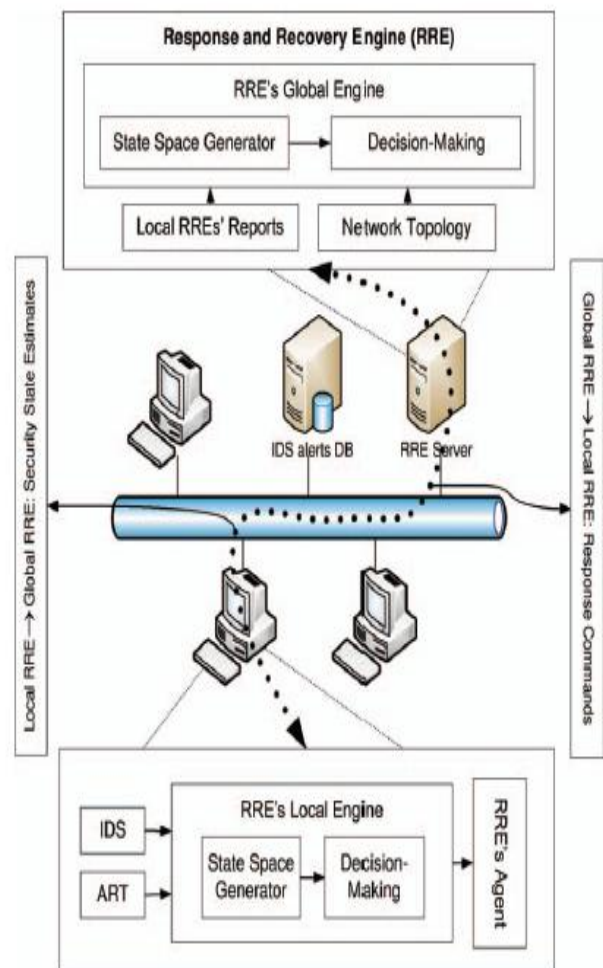 Response and Recovery Engine (RRE)
RRE's Global Engine
State Space Generator
Decision-Making
Local RREs' Reports
Network Topology
Local RRE → Global RRE: Security State Estimates
Global RRE → Local RRE: Response Commands
IDS alerts DB
RRE Server
RRE's Local Engine
IDS
ART
State Space
Generator
Decision-
Making
RRE's Agent